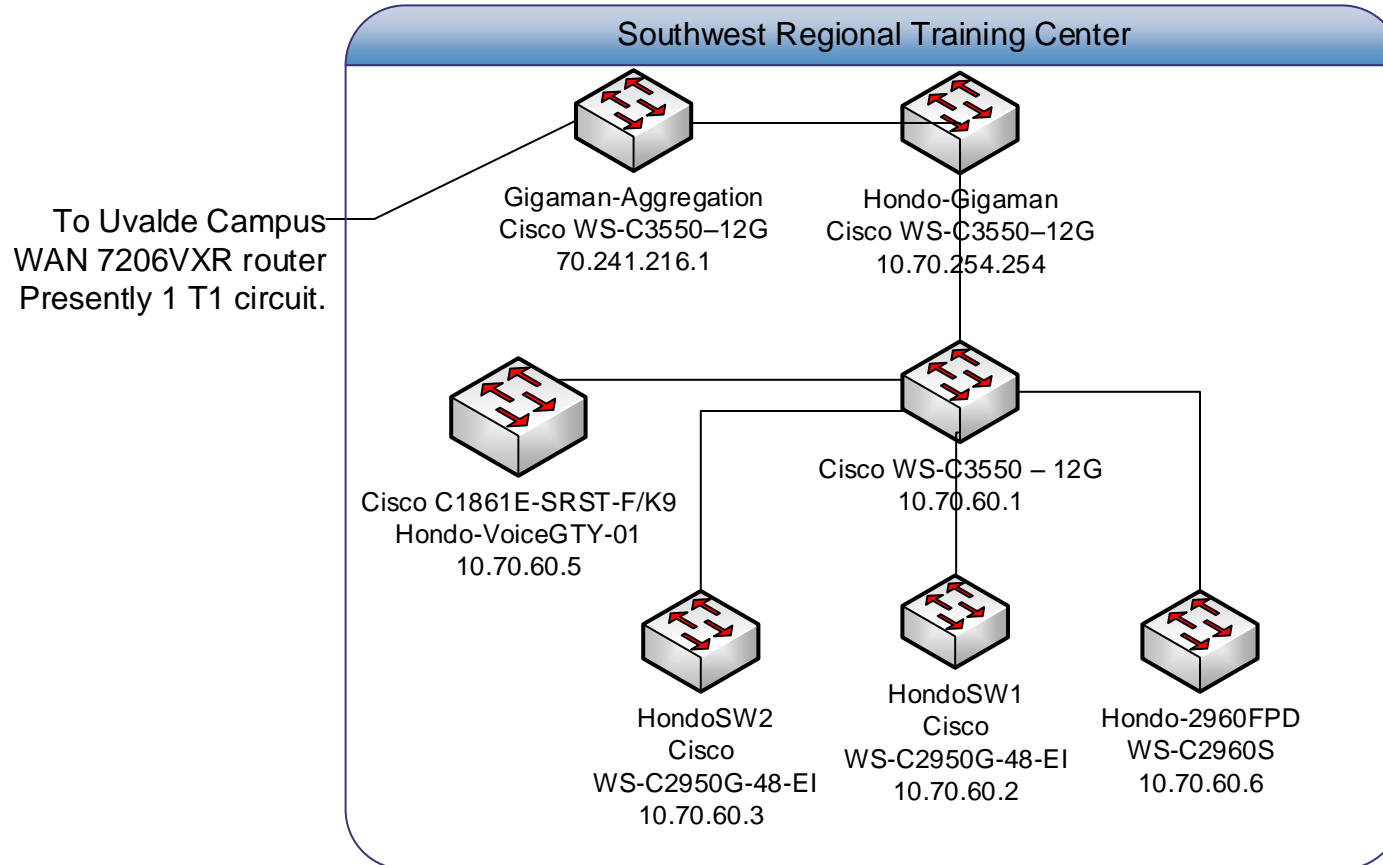 Southwest Regional Training Center
To Uvalde Campus
WAN 7206VXR router
Presently 1 T1 circuit.
Gigaman-Aggregation
Cisco WS-C3550–12G
70.241.216.1
Hondo-Gigaman
Cisco WS-C3550–12G
10.70.254.254
Cisco WS-C3550 – 12G
10.70.60.1
Cisco C1861E-SRST-F/K9
Hondo-VoiceGTY-01
10.70.60.5
HondoSW2
Cisco
WS-C2950G-48-EI
10.70.60.3
HondoSW1
Cisco
WS-C2950G-48-EI
10.70.60.2
Hondo-2960FPD
WS-C2960S
10.70.60.6